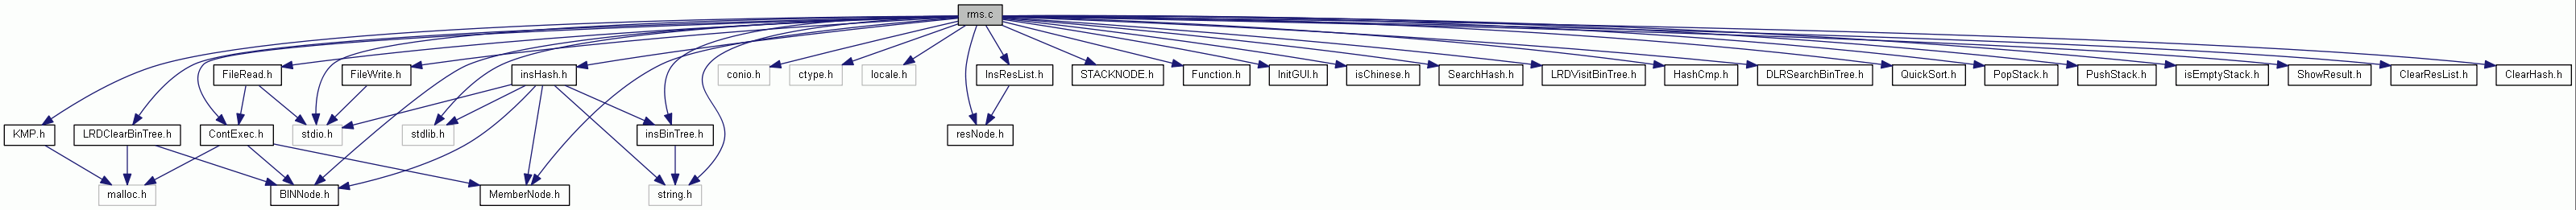 rms.c
FileRead.h
FileWrite.h
insHash.h
conio.h
ctype.h
locale.h
InsResList.h
STACKNODE.h
Function.h
InitGUI.h
isChinese.h
SearchHash.h
LRDVisitBinTree.h
HashCmp.h
DLRSearchBinTree.h
QuickSort.h
PopStack.h
PushStack.h
isEmptyStack.h
ShowResult.h
ClearResList.h
ClearHash.h
KMP.h
LRDClearBinTree.h
ContExec.h
stdio.h
stdlib.h
insBinTree.h
resNode.h
malloc.h
BINNode.h
MemberNode.h
string.h